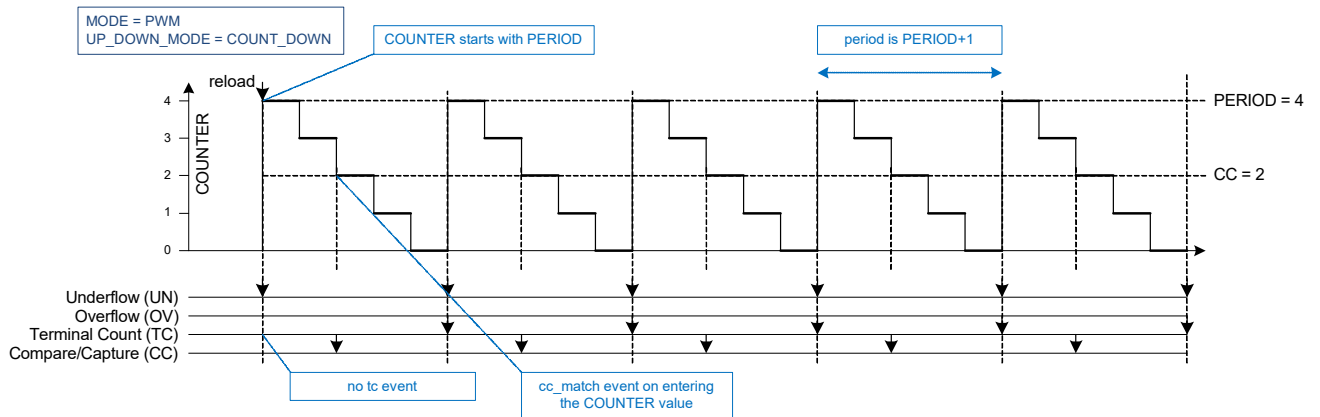 MODE = PWM
UP_DOWN_MODE = COUNT_DOWN
COUNTER starts with PERIOD
period is PERIOD+1
reload
COUNTER
4
3
2
1
0
PERIOD = 4
CC = 2
Underflow (UN)
Overflow (OV)
Terminal Count (TC)
Compare/Capture (CC)
no tc event
cc_match event on entering
the COUNTER value